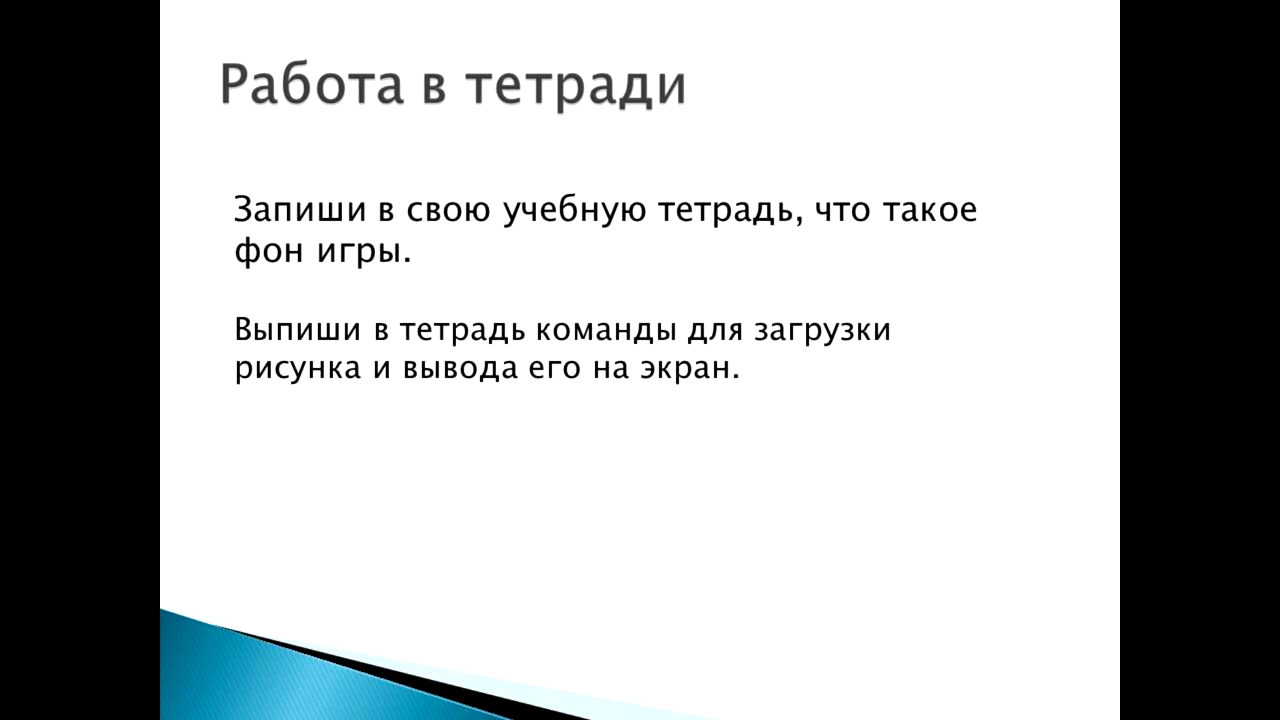 Работа в тетради
Запиши в свою учебную тетрадь, что такое
фон игры.
Выпиши в тетрадь команды для загрузки
рисунка и вывода его на экран.